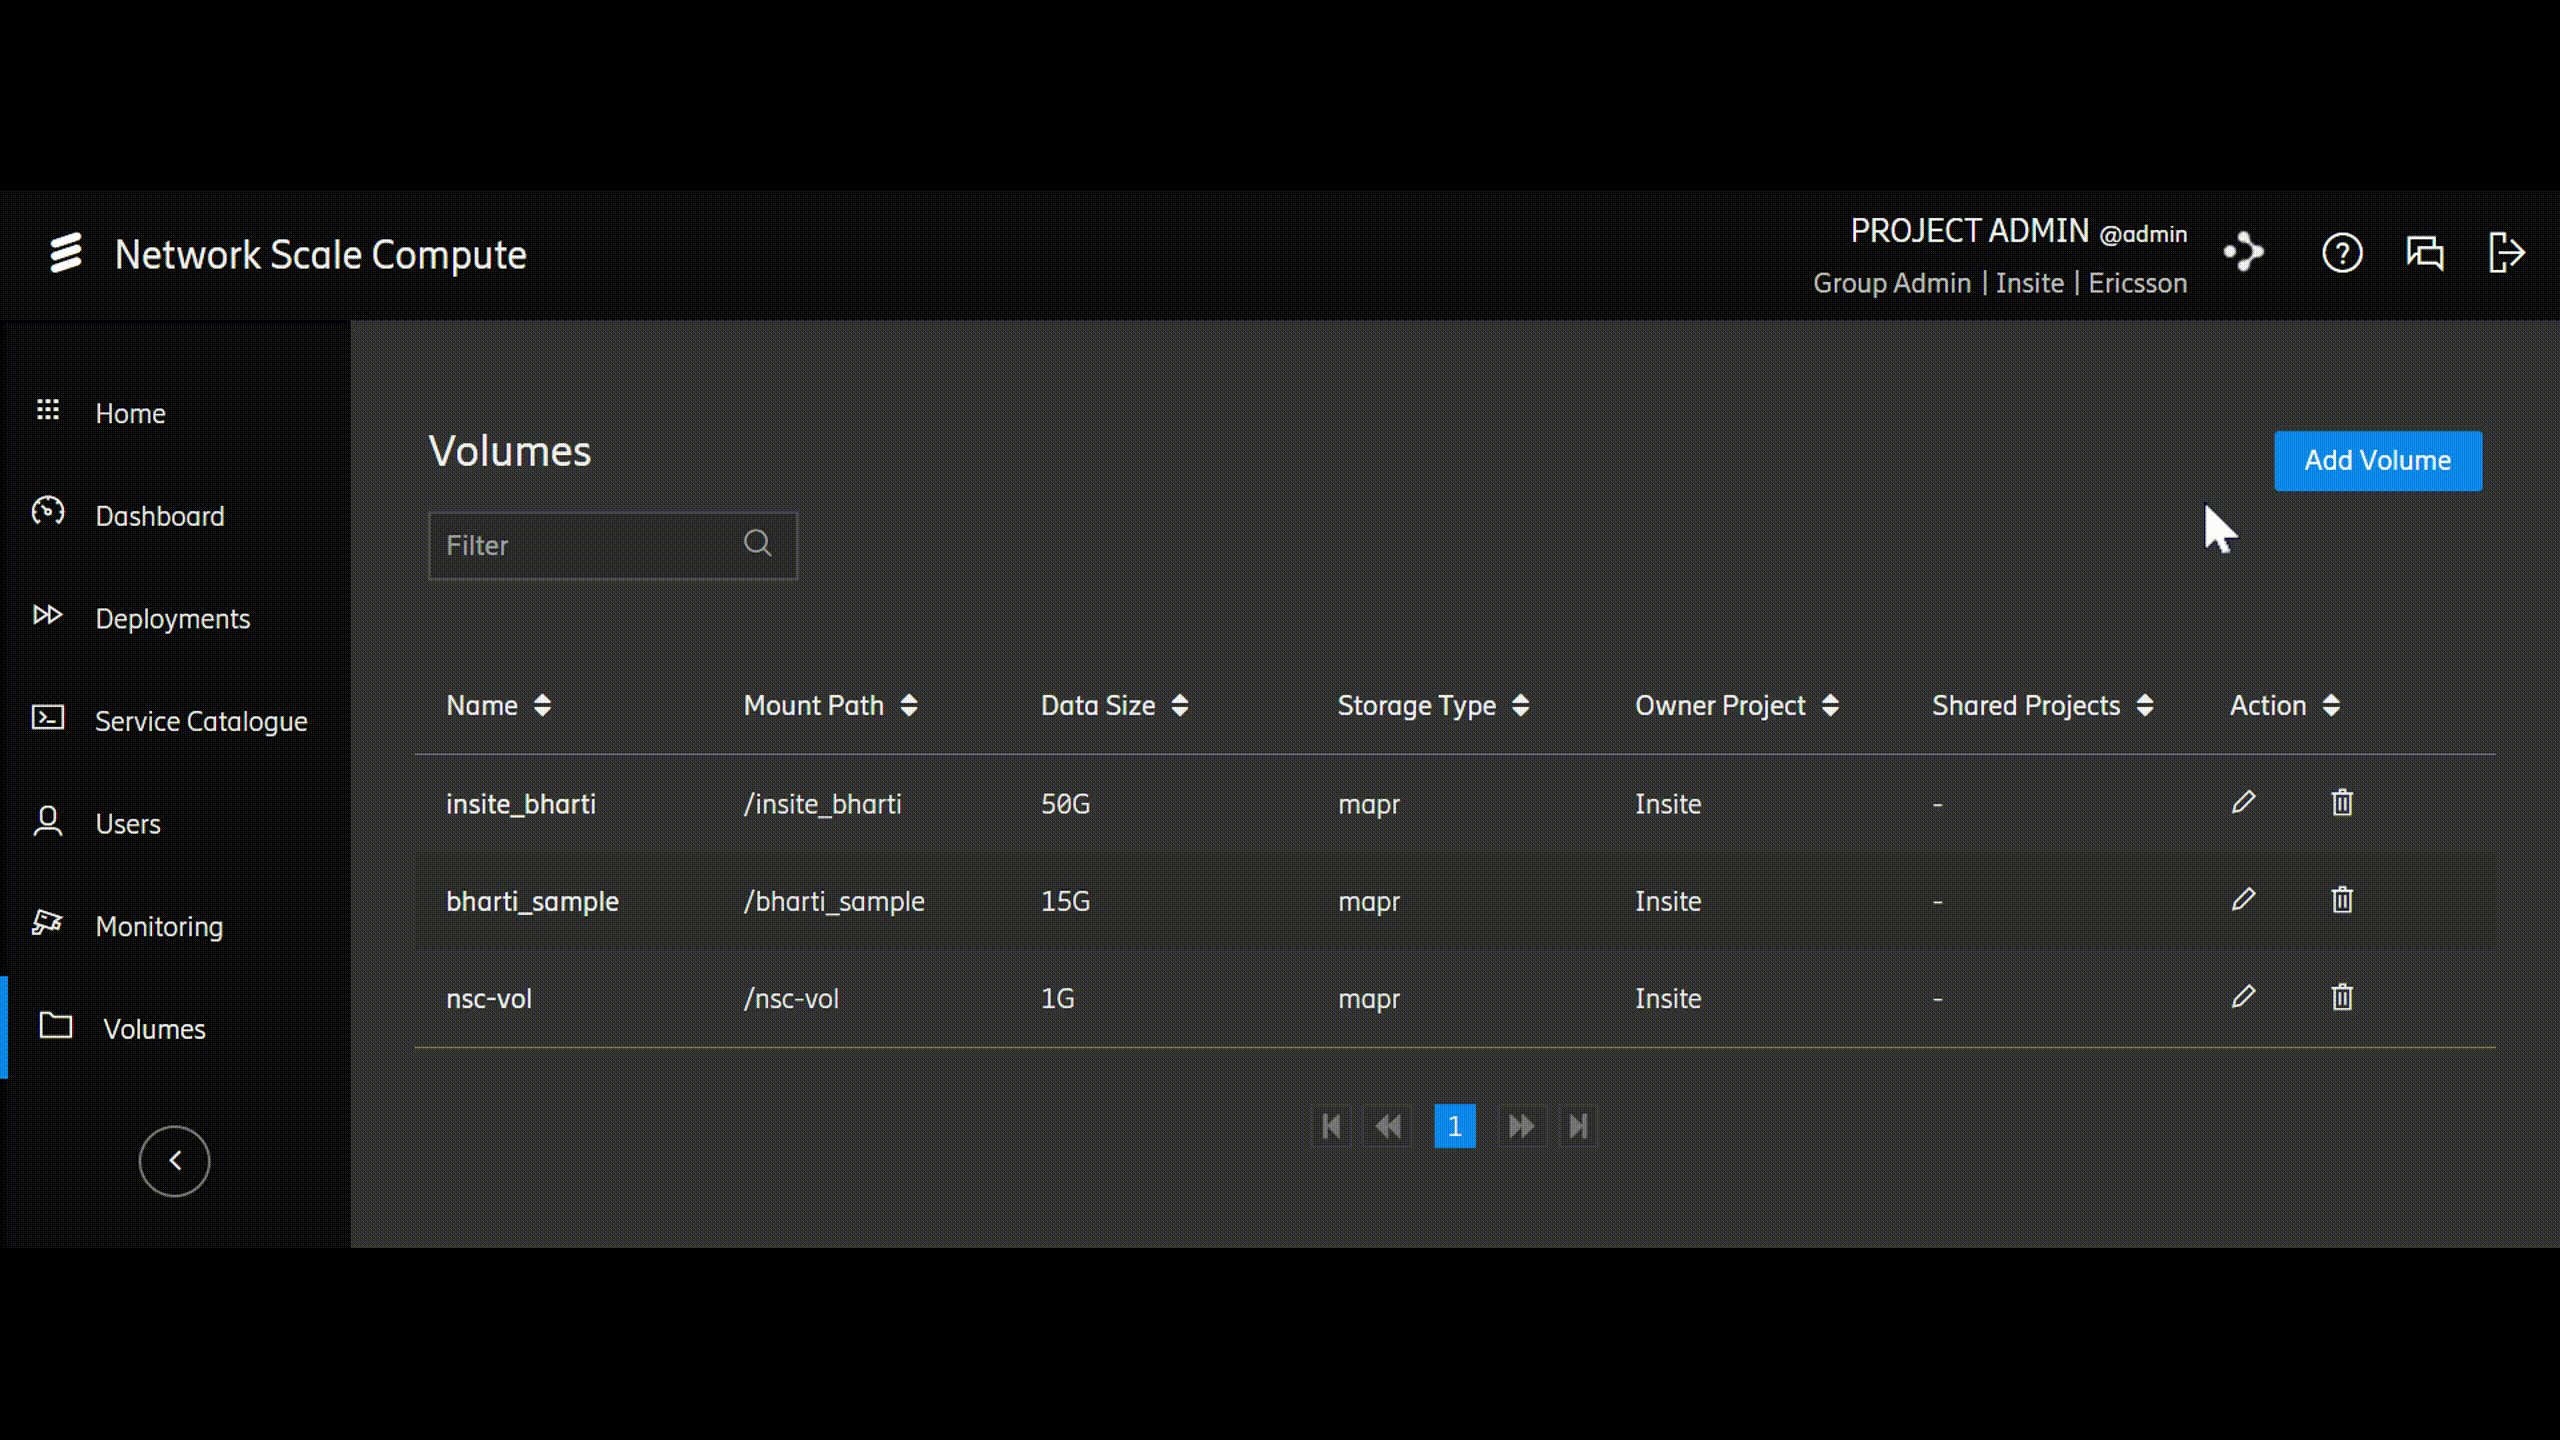 Network Scale Compute
PROJECT ADMIN @admin
Group Admin | Insite | Ericsson
Home
Dashboard
Deployments
Service Catalogue
Users
Monitoring
Volumes
Volumes
Add Volume
Filter
Name Mount Path Data Size Storage Type Owner Project Shared Projects Action
insite_bharti /insite_bharti 50G mapr Insite -
bharti_sample /bharti_sample 15G mapr Insite -
nsc-vol /nsc-vol 1G mapr Insite -
1